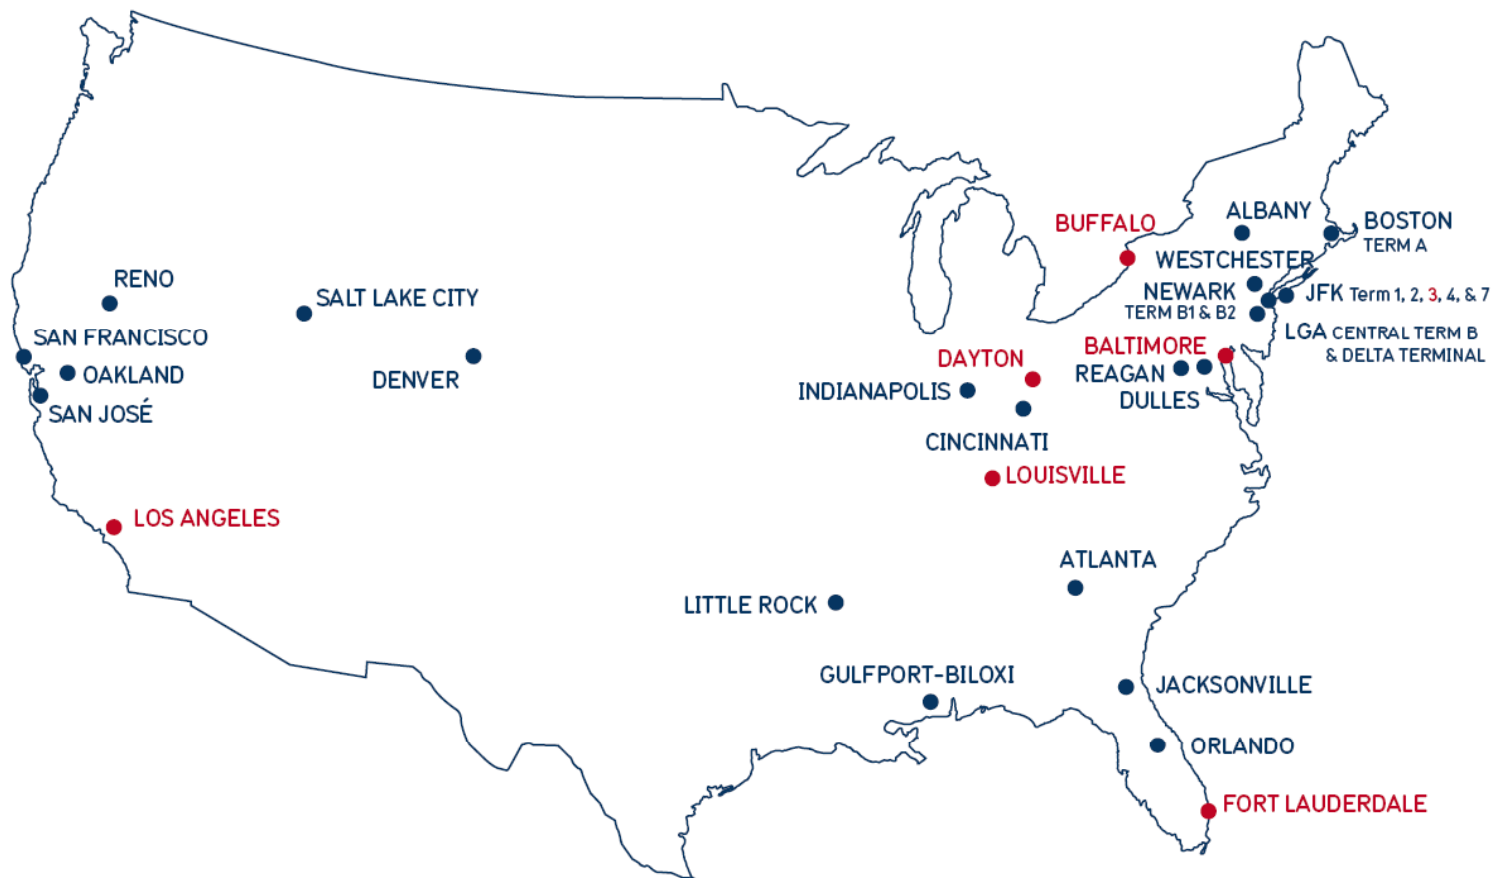 BUFFALO
ALBANY
BOSTON
TERM A
WESTCHESTER
RENO
NEWARK
TERM B1 & B2
JFK Term 1, 2, 3, 4, & 7
SALT LAKE CITY
LGA CENTRAL TERM B
& DELTA TERMINAL
SAN FRANCISCO
BALTIMORE
DAYTON
OAKLAND
DENVER
REAGAN
INDIANAPOLIS
DULLES
SAN JOSÉ
CINCINNATI
LOUISVILLE
LOS ANGELES
ATLANTA
LITTLE ROCK
GULFPORT-BILOXI
JACKSONVILLE
ORLANDO
FORT LAUDERDALE